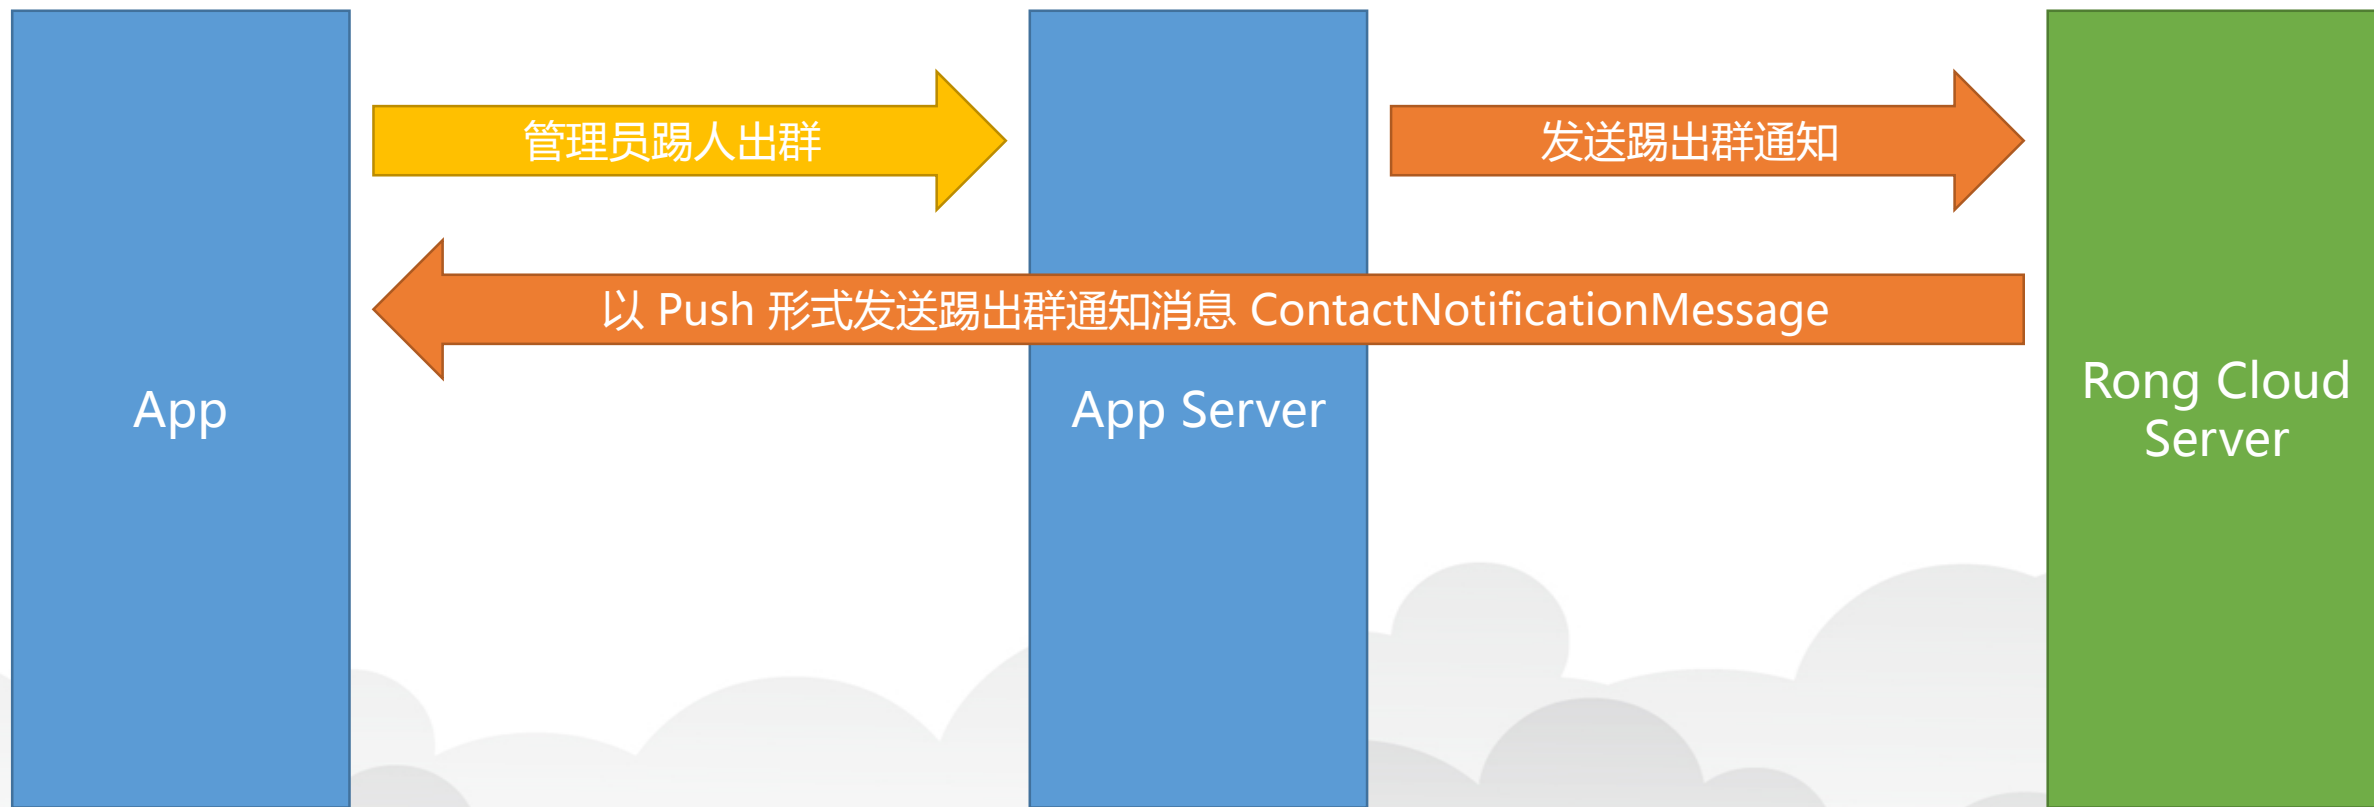 管理员踢人出群
发送踢出群通知
以 Push 形式发送踢出群通知消息 ContactNotificationMessage
App
App Server
Rong Cloud
Server